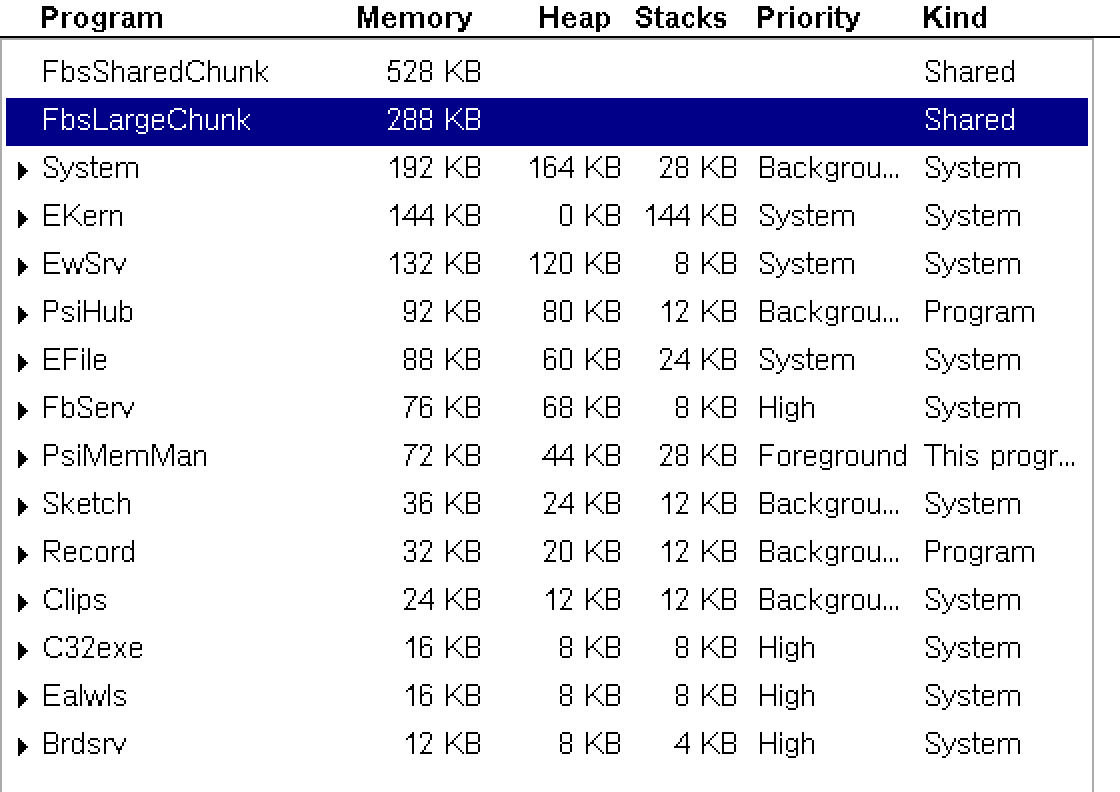 Program Memory Heap Stacks Priority Kind
FbsSharedChunk 528 KB Shared
FbsLargeChunk 288 KB Shared
System 192 KB 164 KB 28 KB Backgrou... System
EKern 144 KB 0 KB 144 KB System System
EwSrv 132 KB 120 KB 8 KB System System
PsiHub 92 KB 80 KB 12 KB Backgrou... Program
EFile 88 KB 60 KB 24 KB System System
FbServ 76 KB 68 KB 8 KB High System
PsiMemMan 72 KB 44 KB 28 KB Foreground This progr...
Sketch 36 KB 24 KB 12 KB Backgrou... System
Record 32 KB 20 KB 12 KB Backgrou... Program
Clips 24 KB 12 KB 12 KB Backgrou... System
C32exe 16 KB 8 KB 8 KB High System
Ealwls 16 KB 8 KB 8 KB High System
Brdsrv 12 KB 8 KB 4 KB High System